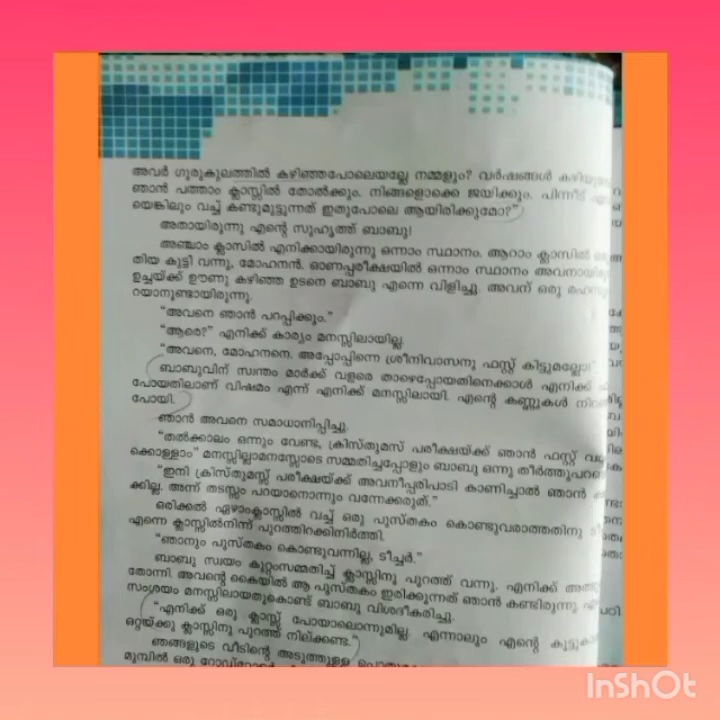 അവർ ഗുരുകുലത്തിൽ കഴിഞ്ഞപോലെയല്ലേ നമ്മളും? വർഷങ്ങൾ
ഞാൻ പത്താം ക്ലാസ്സിൽ തോൽക്കും. നിങ്ങളൊക്കെ ജയിക്കും. പിന്നീട്
യെങ്കിലും വച്ച് കണ്ടുമുട്ടുന്നത് ഇതുപോലെ ആയിരിക്കുമോ?"
അതായിരുന്നു എന്റെ സുഹൃത്ത് ബാബു!
അഞ്ചാം ക്ലാസിൽ എനിക്കായിരുന്നു ഒന്നാം സ്ഥാനം. ആറാം ക്ലാസിൽ
തിയ കുട്ടി വന്നു, മോഹനൻ. ഓണപ്പരീക്ഷയിൽ ഒന്നാം സ്ഥാനം
ഉച്ചയ്ക്ക് ഊണു കഴിഞ്ഞ ഉടനെ ബാബു എന്നെ വിളിച്ചു. അവന് ഒരു
റയാനുണ്ടായിരുന്നു.
"അവനെ ഞാൻ പറപ്പിക്കും."
"ആരെ?" എനിക്ക് കാര്യം മനസ്സിലായില്ല.
"അവനെ, മോഹനനെ. അപ്പോപ്പിന്നെ ശ്രീനിവാസനു ഫസ്റ്റ് കിട്ടുമല്ലോ!"
ബാബുവിന് സ്വന്തം മാർക്ക് വളരെ താഴെപ്പോയതിനെക്കാൾ എനിക്ക്
പോയതിലാണ് വിഷമം എന്ന് എനിക്ക് മനസ്സിലായി. എന്റെ കണ്ണുകൾ
പോയി.
ഞാൻ അവനെ സമാധാനിപ്പിച്ചു.
"തൽക്കാലം ഒന്നും വേണ്ട, ക്രിസ്തുമസ് പരീക്ഷയ്ക്ക് ഞാൻ ഫസ്റ്റ്
ക്കൊള്ളാം" മനസ്സില്ലാമനസ്സോടെ സമ്മതിച്ചപ്പോളും ബാബു ഒന്നു
"ഇനി ക്രിസ്തുമസ്സ് പരീക്ഷയ്ക്ക് അവനീപ്പരിപാടി കാണിച്ചാൽ ഞാൻ
ക്കില്ല. അന്ന് തടസ്സം പറയാനൊന്നും വന്നേക്കരുത്."
ഒരിക്കൽ ഏഴാംക്ലാസ്സിൽ വച്ച് ഒരു പുസ്തകം കൊണ്ടുവരാത്തതിനു
എന്നെ ക്ലാസ്സിൽനിന്ന് പുറത്തിറക്കിനിർത്തി.
"ഞാനും പുസ്തകം കൊണ്ടുവന്നില്ല, ടീച്ചർ."
ബാബു സ്വയം കുറ്റംസമ്മതിച്ച് ക്ലാസ്സിനു പുറത്ത് വന്നു. എനിക്ക്
തോന്നി. അവന്റെ കൈയിൽ ആ പുസ്തകം ഇരിക്കുന്നത് ഞാൻ കണ്ടിരുന്നു
സംശയം മനസ്സിലായതുകൊണ്ട് ബാബു വിശദീകരിച്ചു.
"എനിക്ക് ഒരു ക്ലാസ്സ് പോയാലൊന്നുമില്ല. എന്നാലും എന്റെ
ഒറ്റയ്ക്കു ക്ലാസ്സിനു പുറത്ത് നില്ക്കണ്ട."
ഞങ്ങളുടെ വീടിന്റെ അടുത്തുള്ള
മുമ്പിൽ ഒരു
InShOt